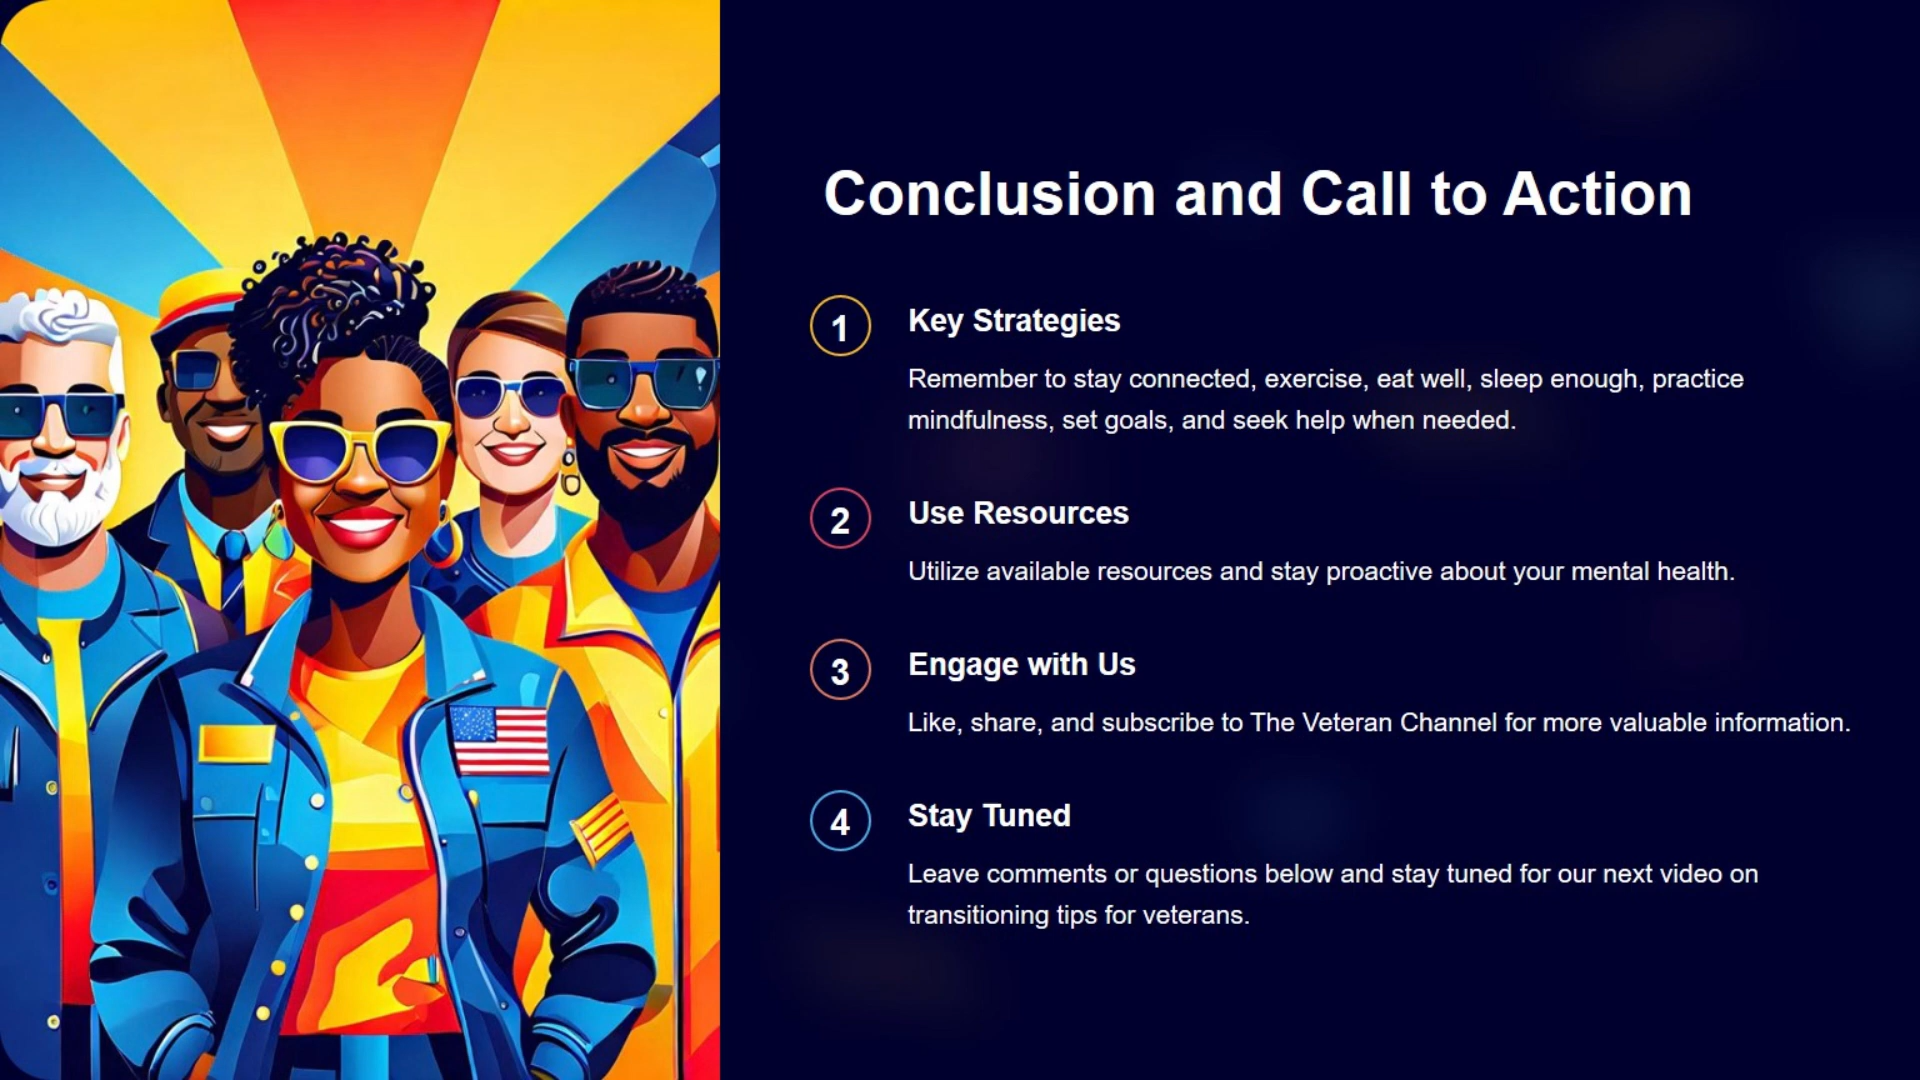 Conclusion and Call to Action
1
Key Strategies
Remember to stay connected, exercise, eat well, sleep enough, practice
mindfulness, set goals, and seek help when needed.
2
Use Resources
Utilize available resources and stay proactive about your mental health.
3
Engage with Us
Like, share, and subscribe to The Veteran Channel for more valuable information.
4
Stay Tuned
Leave comments or questions below and stay tuned for our next video on
transitioning tips for veterans.